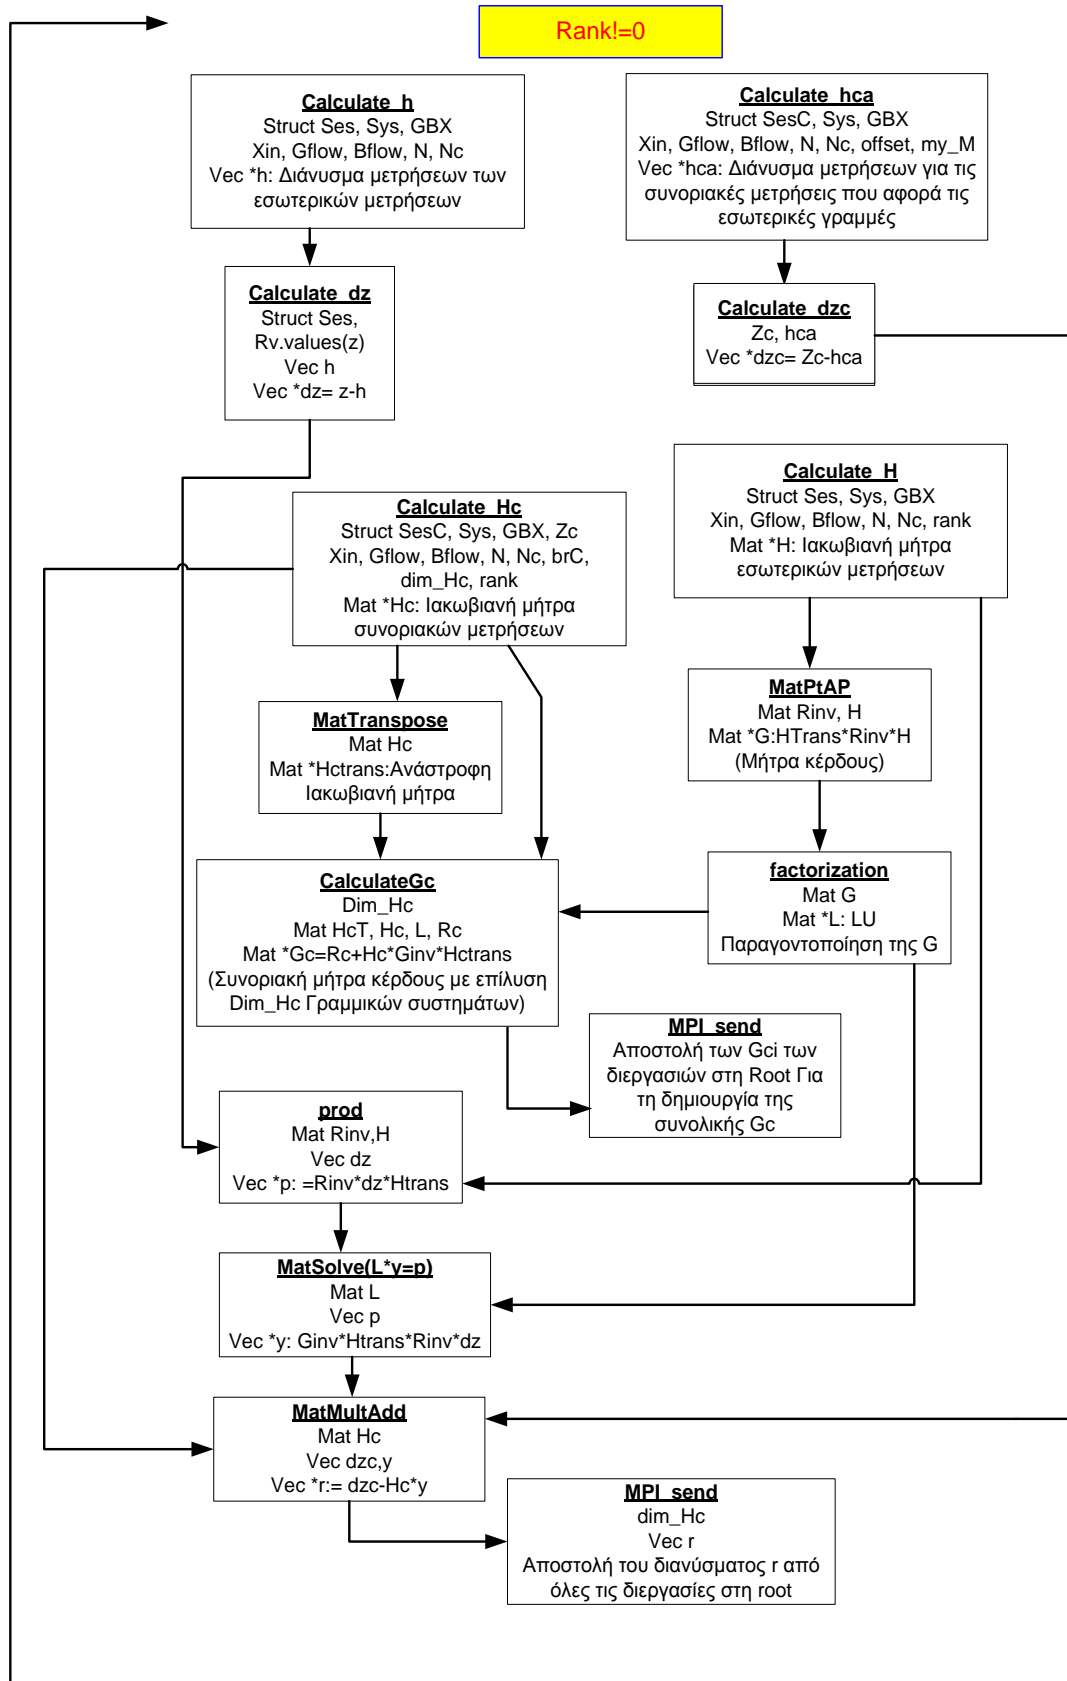 Rank!=0
Calculate_h
Struct Ses, Sys, GBX
Xin, Gflow, Bflow, N, Nc
Vec *h: Διάνυσμα μετρήσεων των
εσωτερικών μετρήσεων
Calculate_hca
Struct SesC, Sys, GBX
Xin, Gflow, Bflow, N, Nc, offset, my_M
Vec *hca: Διάνυσμα μετρήσεων για τις
συνοριακές μετρήσεις που αφορά τις
εσωτερικές γραμμές
Calculate_dz
Struct Ses,
Rv.values(z)
Vec h
Vec *dz= z-h
Calculate_dzc
Zc, hca
Vec *dzc= Zc-hca
Calculate_Hc
Struct SesC, Sys, GBX, Zc
Xin, Gflow, Bflow, N, Nc, brC,
dim_Hc, rank
Mat *Hc: Ιακωβιανή μήτρα
συνοριακών μετρήσεων
Calculate_H
Struct Ses, Sys, GBX
Xin, Gflow, Bflow, N, Nc, rank
Mat *H: Ιακωβιανή μήτρα
εσωτερικών μετρήσεων
MatTranspose
Mat Hc
Mat *Hctrans:Ανάστροφη
Ιακωβιανή μήτρα
MatPtAP
Mat Rinv, H
Mat *G:HTrans*Rinv*H
(Μήτρα κέρδους)
CalculateGc
Dim_Hc
Mat HcT, Hc, L, Rc
Mat *Gc=Rc+Hc*Ginv*Hctrans
(Συνοριακή μήτρα κέρδους με επίλυση
Dim_Hc Γραμμικών συστημάτων)
factorization
Mat G
Mat *L: LU
Παραγοντοποίηση της G
MPI_send
Αποστολή των Gci των
διεργασιών στη Root Για
τη δημιουργία της
συνολικής Gc
prod
Mat Rinv,H
Vec dz
Vec *p: =Rinv*dz*Htrans
MatSolve(L*y=p)
Mat L
Vec p
Vec *y: Ginv*Htrans*Rinv*dz
MatMultAdd
Mat Hc
Vec dzc,y
Vec *r:= dzc-Hc*y
MPI_send
dim_Hc
Vec r
Αποστολή του διανύσματος r από
όλες τις διεργασίες στη root